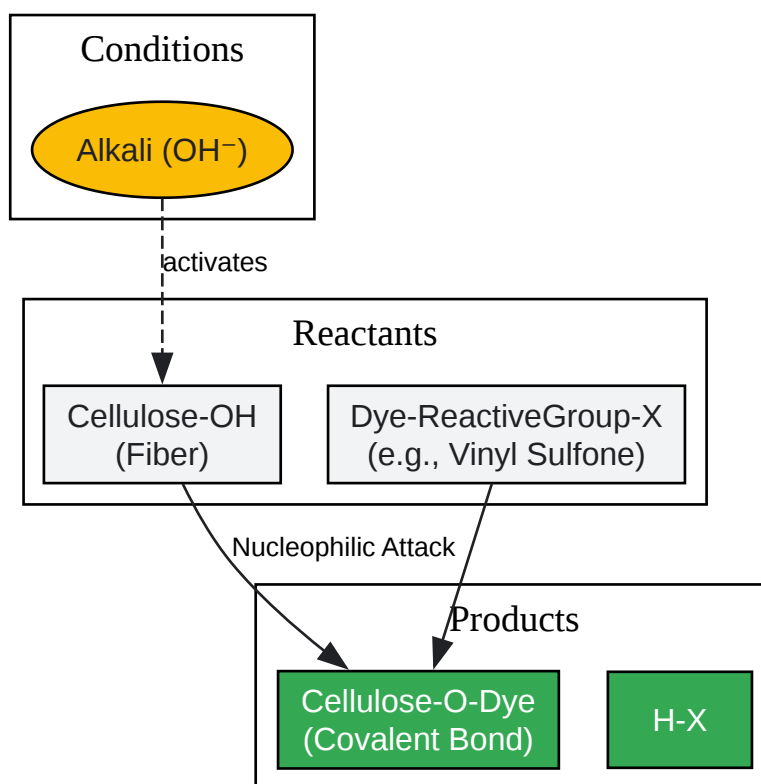 Conditions
Alkali (OH⁻)
activates
Reactants
Cellulose-OH
(Fiber)
Dye-ReactiveGroup-X
(e.g., Vinyl Sulfone)
Nucleophilic Attack
Products
Cellulose-O-Dye
(Covalent Bond)
H-X